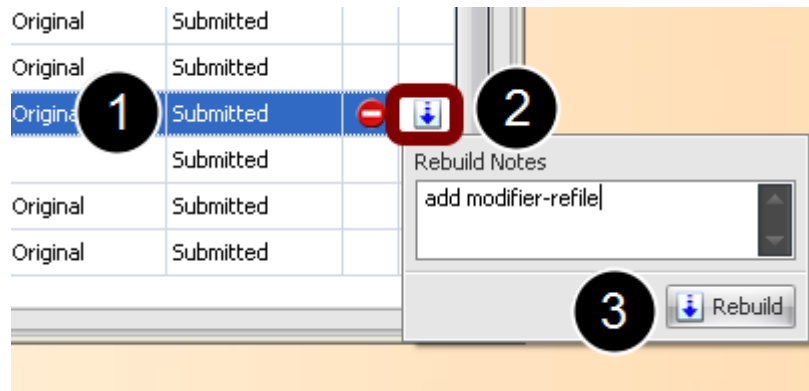 Original Submitted
Original Submitted
1 Origina Submitted 2
Submitted
Rebuild Notes
add modifier-refile
Original Submitted
Original Submitted
3 Rebuild